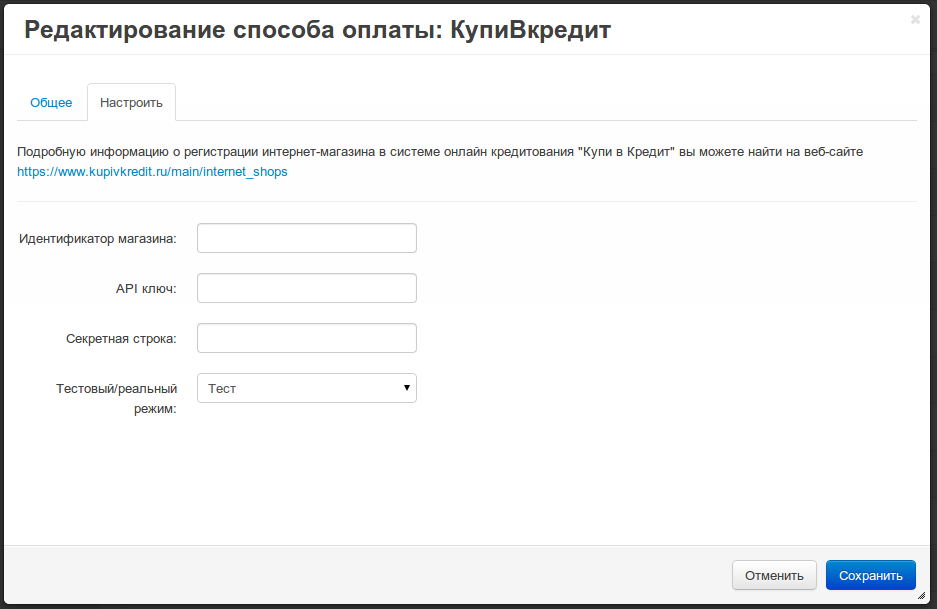 Редактирование способа оплаты: КупиВкредит
Общее
Настроить
Подробную информацию о регистрации интернет-магазина в системе онлайн кредитования "Купи в Кредит" вы можете найти на веб-сайте
https://www.kupivkredit.ru/main/internet_shops
Идентификатор магазина:
API ключ:
Секретная строка:
Тестовый/реальный
режим:
Тест
Отменить
Сохранить